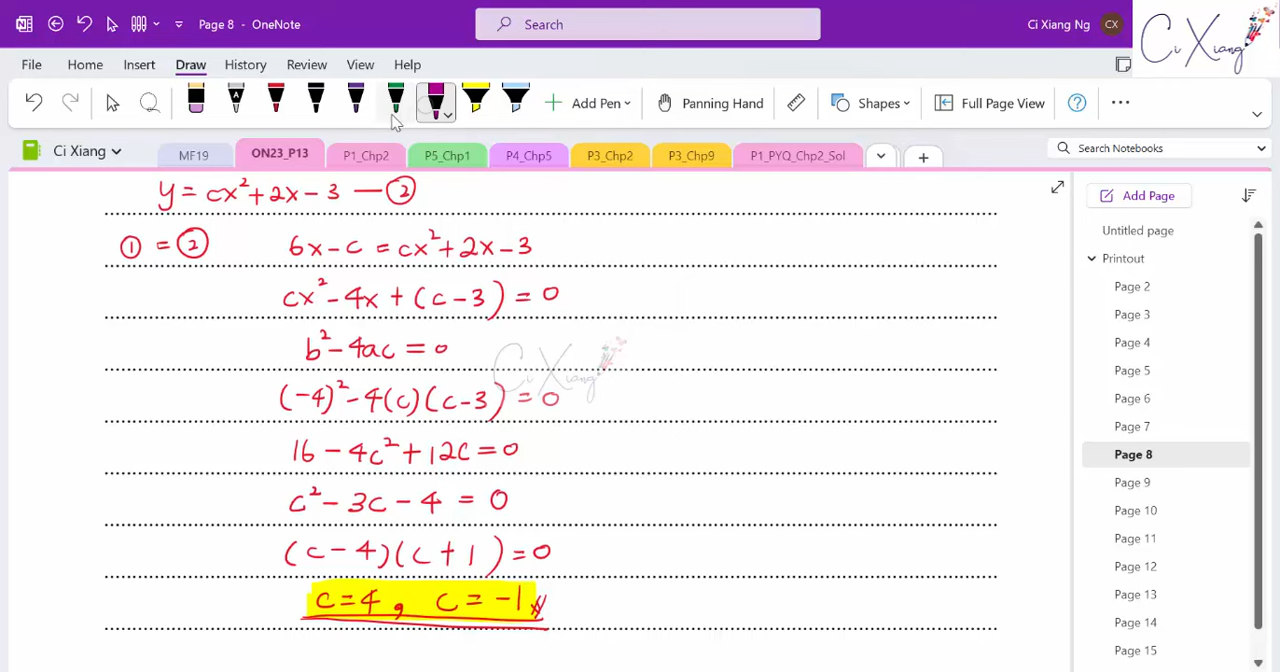 Page 8 - OneNote
Search
Ci Xiang Ng
CX
Ci Xiang
File Home Insert Draw History Review View Help
A
Add Pen
Panning Hand
Shapes
Full Page View
?
Ci Xiang
MF19
ON23_P13
P1_Chp2
P5_Chp1
P4_Chp5
P3_Chp2
P3_Chp9
P1_PYQ_Chp2_Sol
+
Search Notebooks
y = cx² + 2x - 3 — ②
① = ② 6x - c = cx² + 2x - 3
cx² - 4x + (c - 3) = 0
b² - 4ac = 0
(-4)² - 4(c)(c - 3) = 0
16 - 4c² + 12c = 0
c² - 3c - 4 = 0
(c - 4)(c + 1) = 0
c = 4, c = -1
Ci Xiang
Add Page
Untitled page
Printout
Page 2
Page 3
Page 4
Page 5
Page 6
Page 7
Page 8
Page 9
Page 10
Page 11
Page 12
Page 13
Page 14
Page 15